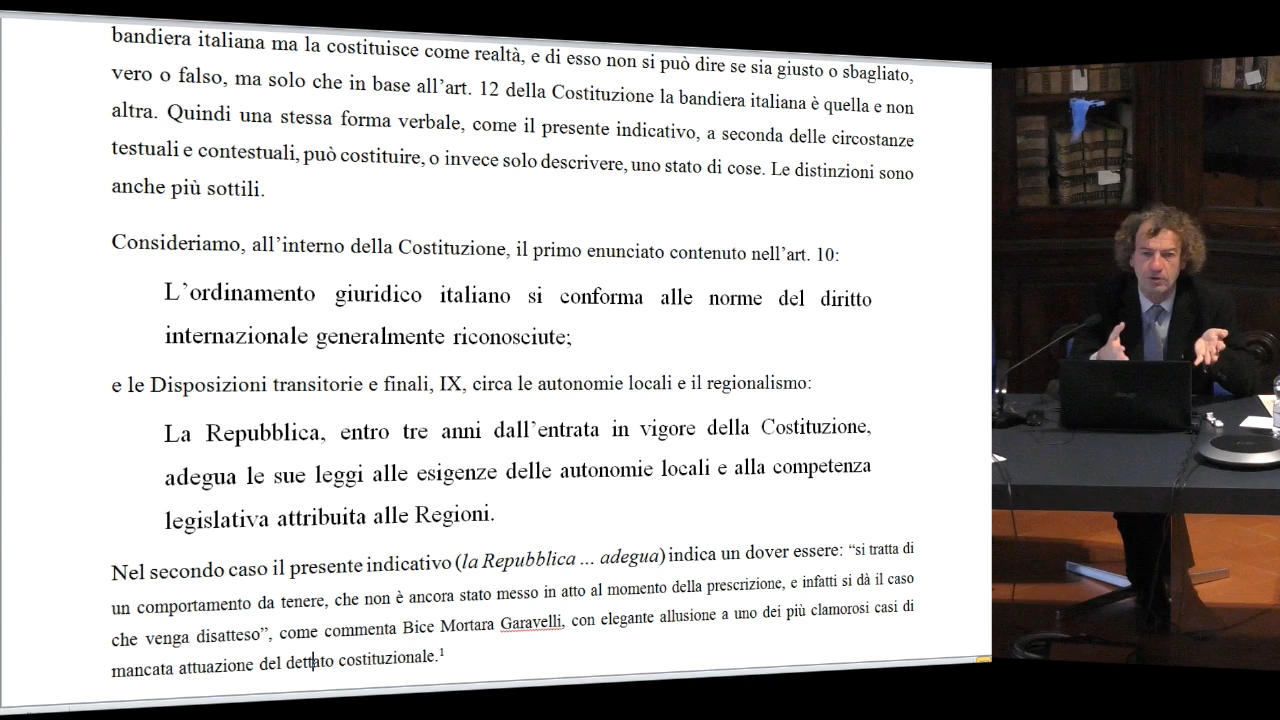 bandiera italiana ma la costituisce come realtà, e di esso non si può dire se sia giusto o sbagliato,
vero o falso, ma solo che in base all’art. 12 della Costituzione la bandiera italiana è quella e non
altra. Quindi una stessa forma verbale, come il presente indicativo, a seconda delle circostanze
testuali e contestuali, può costituire, o invece solo descrivere, uno stato di cose. Le distinzioni sono
anche più sottili.
Consideriamo, all’interno della Costituzione, il primo enunciato contenuto nell’art. 10:
L’ordinamento giuridico italiano si conforma alle norme del diritto
internazionale generalmente riconosciute;
e le Disposizioni transitorie e finali, IX, circa le autonomie locali e il regionalismo:
La Repubblica, entro tre anni dall’entrata in vigore della Costituzione,
adegua le sue leggi alle esigenze delle autonomie locali e alla competenza
legislativa attribuita alle Regioni.
Nel secondo caso il presente indicativo (la Repubblica ... adegua) indica un dover essere: “si tratta di
un comportamento da tenere, che non è ancora stato messo in atto al momento della prescrizione, e infatti si dà il caso
che venga disatteso”, come commenta Bice Mortara Garavelli, con elegante allusione a uno dei più clamorosi casi di
mancata attuazione del dettato costituzionale.1